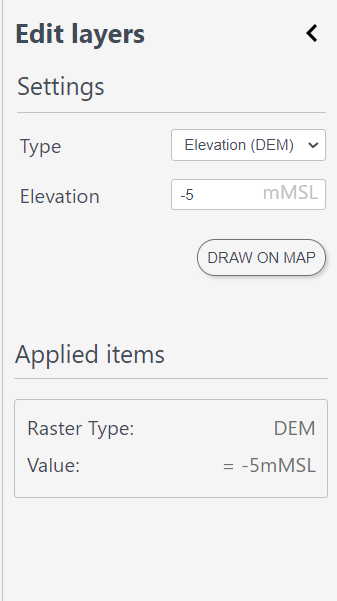 Edit layers
Settings
Type Elevation (DEM)
Elevation -5 mMSL
DRAW ON MAP
Applied items
Raster Type: DEM
Value: = -5mMSL